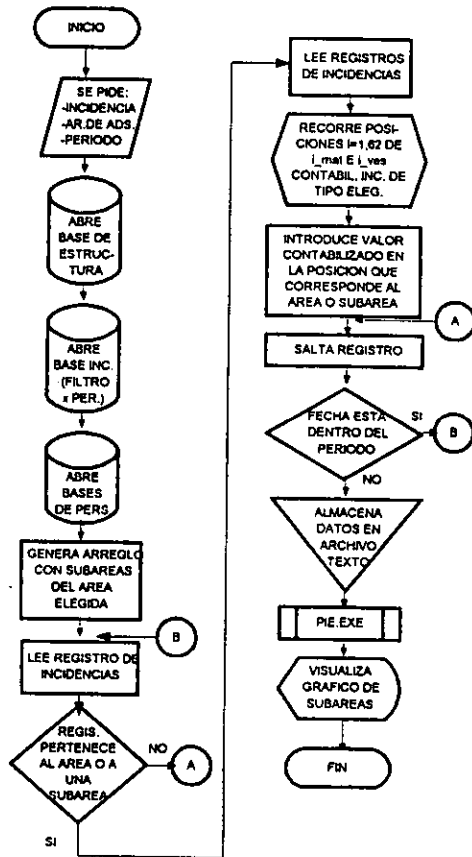 INICIO
SE PIDE:
-INCIDENCIA
-AR.DE ADS.
-PERIODO
ABRE
BASE DE
ESTRUC-
TURA
ABRE
BASE INC.
(FILTRO
x PER.)
ABRE
BASES
DE PERS
GENERA ARREGLO
CON SUBAREAS
DEL AREA
ELEGIDA
B
LEE REGISTRO DE
INCIDENCIAS
REGIS.
PERTENECE
AL AREA O A
UNA
SUBAREA
NO
A
SI
LEE REGISTROS
DE INCIDENCIAS
RECORRE POSI-
CIONES I=1,62 DE
i_mat E i_ves
CONTABIL. INC. DE
TIPO ELEG.
INTRODUCE VALOR
CONTABILIZADO EN
LA POSICION QUE
CORRESPONDE AL
AREA O SUBAREA
A
SALTA REGISTRO
FECHA ESTA
DENTRO DEL
PERIODO
SI
B
NO
ALMACENA
DATOS EN
ARCHIVO
TEXTO
PIE.EXE
VISUALIZA
GRAFICO DE
SUBAREAS
FIN